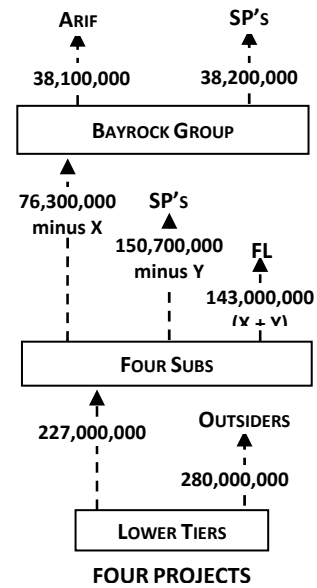 ARIF SP'S
38,100,000 38,200,000
BAYROCK GROUP
76,300,000
minus X
SP'S
150,700,000
minus Y
FL
143,000,000
(X + Y)
FOUR SUBS
227,000,000
OUTSIDERS
280,000,000
LOWER TIERS
FOUR PROJECTS